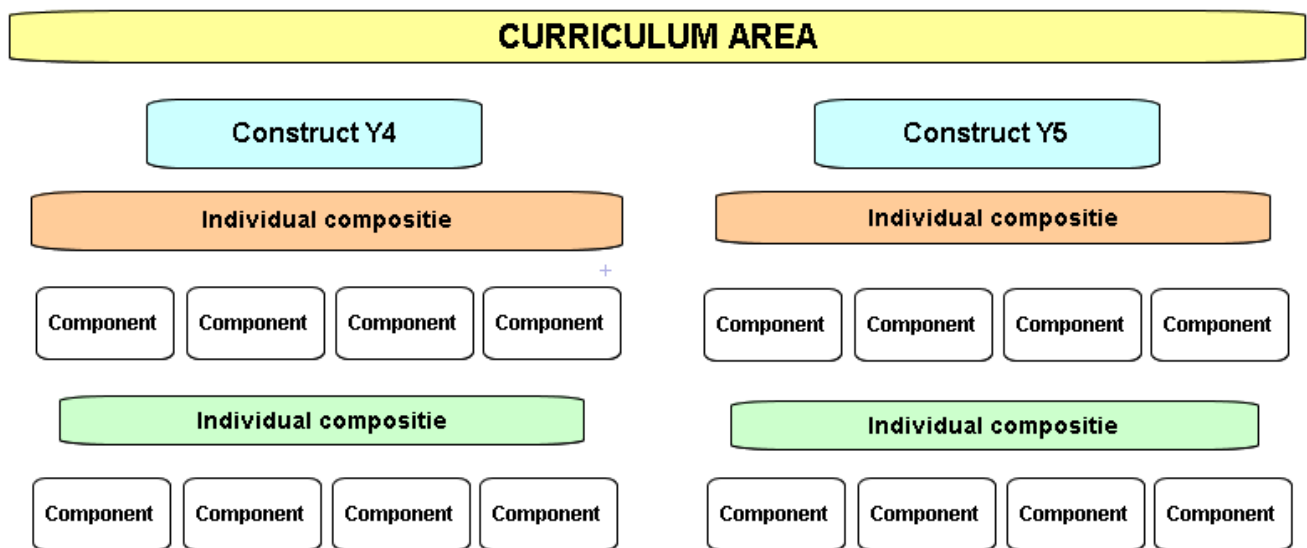 CURRICULUM AREA
Construct Y4 Construct Y5
Individual compositie Individual compositie
Component Component Component Component Component Component Component Component
Individual compositie Individual compositie
Component Component Component Component Component Component Component Component